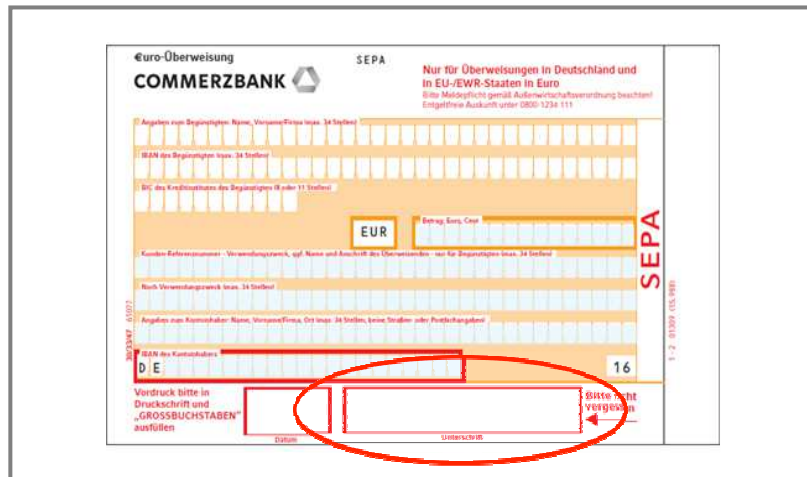 €uro-Überweisung
SEPA
COMMERZBANK
Nur für Überweisungen in Deutschland und
in EU-/EWR-Staaten in Euro
Bitte Meldepflicht gemäß Außenwirtschaftsverordnung beachten!
Entgeltfreie Auskunft unter 0800-1234 111
Angaben zum Begünstigten: Name, Vorname/Firma (max. 34 Stellen)
IBAN des Begünstigten (max. 34 Stellen)
BIC des Kreditinstitutes des Begünstigten (8 oder 11 Stellen)
EUR
Betrag, Euro, Cent
Kunden-Referenznummer - Verwendungszweck, ggf. Name und Anschrift des Überweisenden - nur für Begünstigten (max. 34 Stellen)
Noch Verwendungszweck (max. 34 Stellen)
Angaben zum Kontoinhaber: Name, Vorname/Firma, Ort (max. 34 Stellen, keine Straßen- oder Postfachangaben)
IBAN des Kontoinhabers
D E
16
SEPA
Vordruck bitte in
Druckschrift und
„GROSSBUCHSTABEN"
ausfüllen
Datum
Unterschrift
Bitte nicht
vergessen